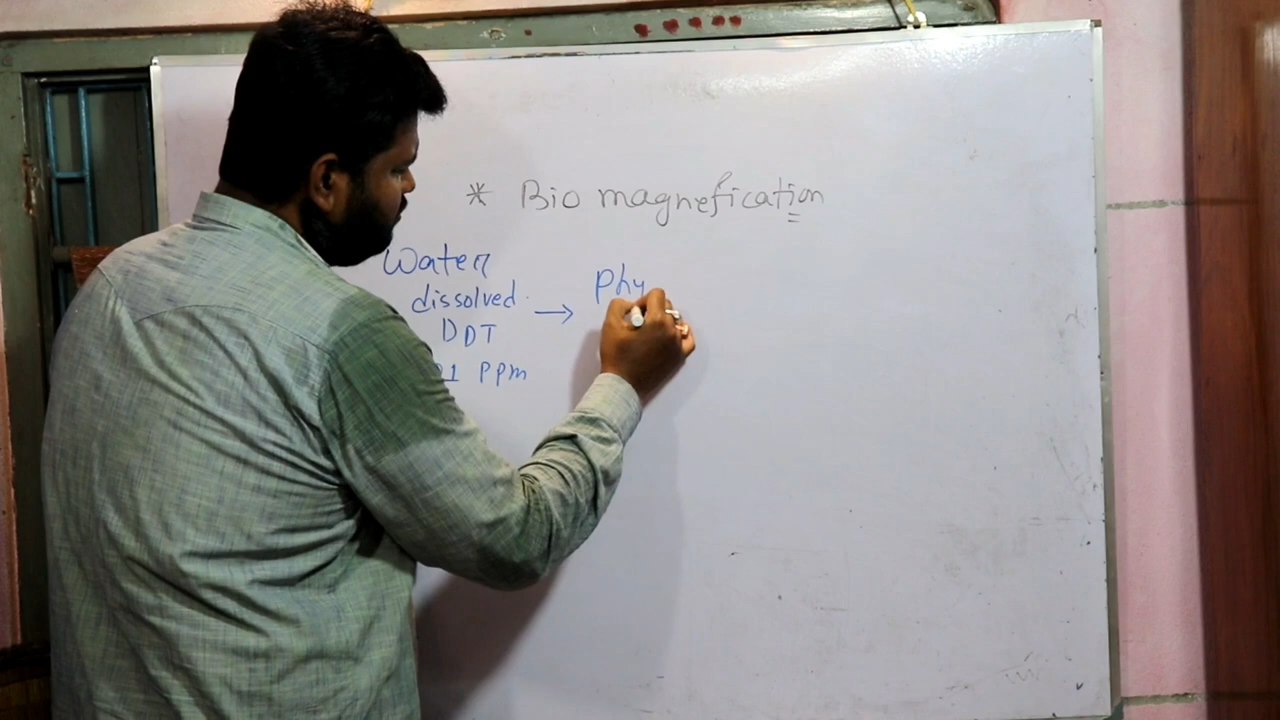 * Bio magnefication
Water
dissolved
DDT →
1 PPm
Phy